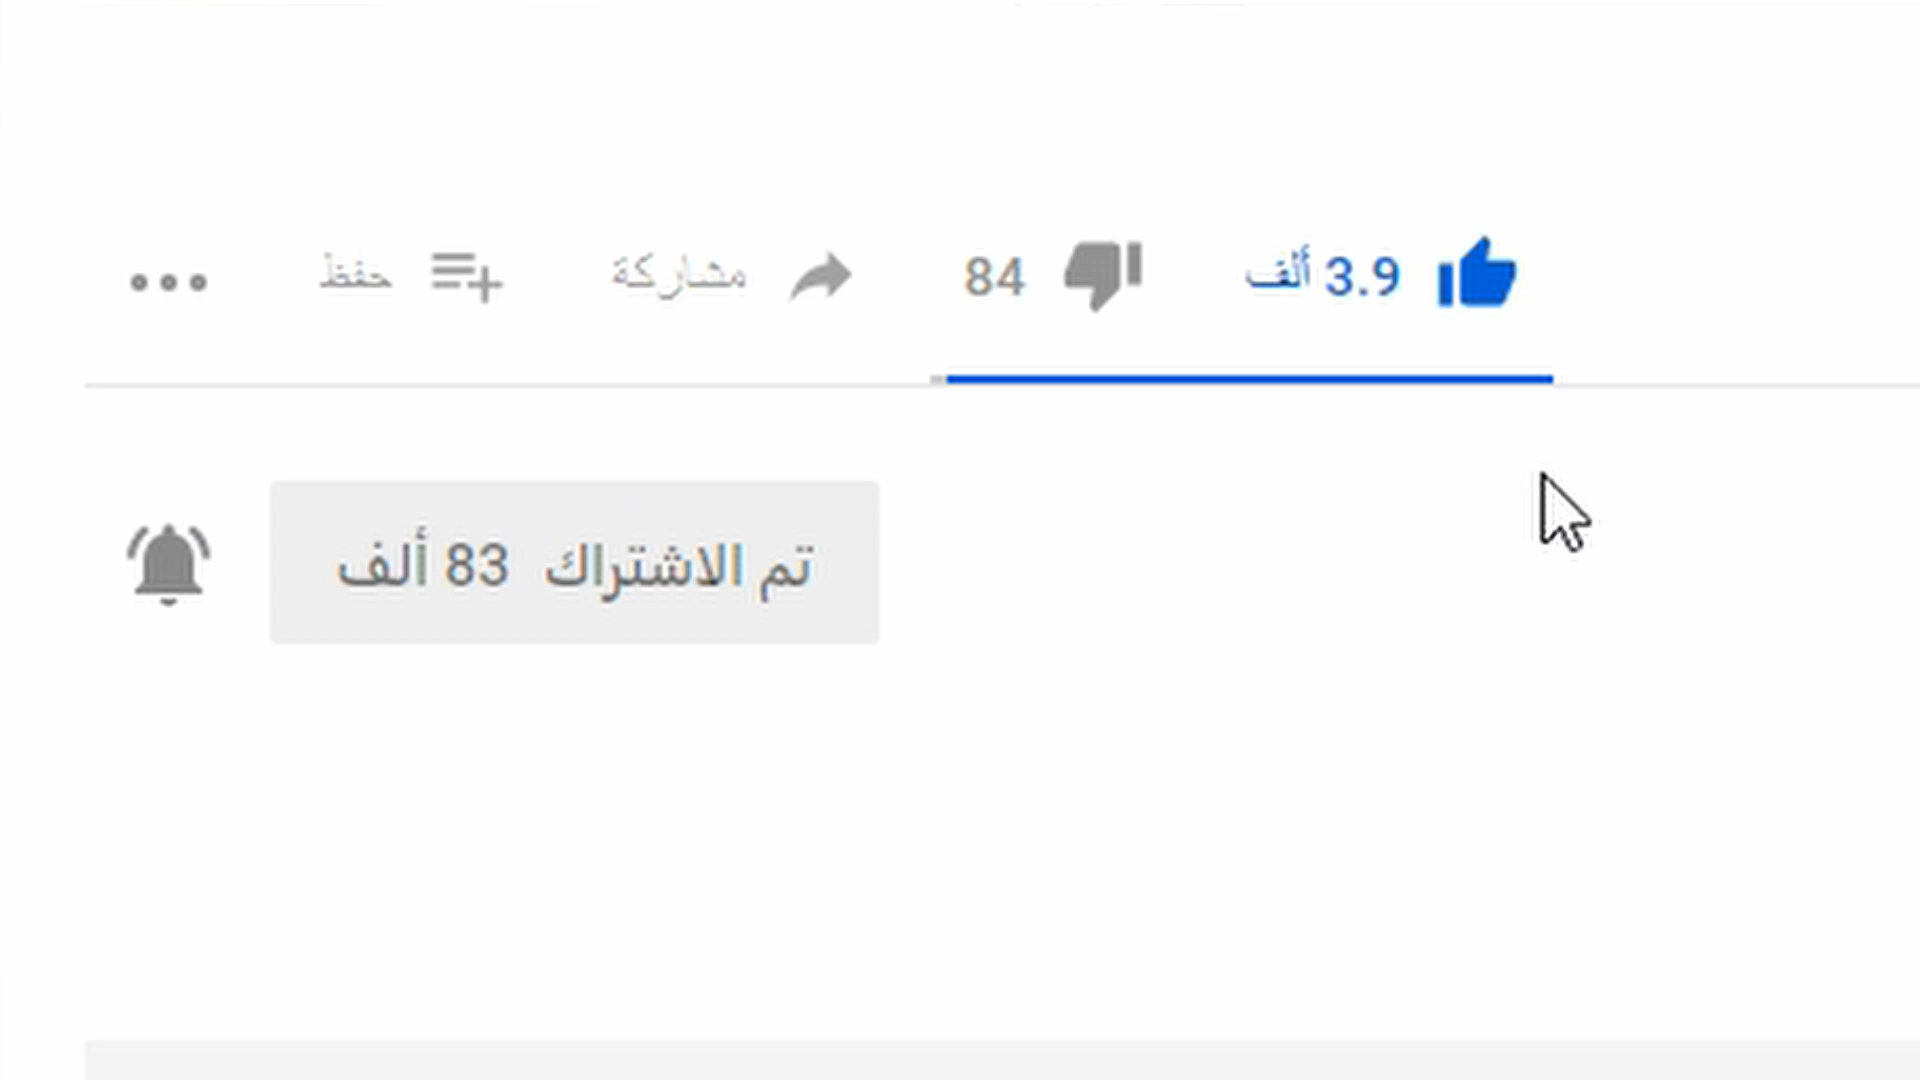 3.9 ألف 84 مشاركة حفظ
تم الاشتراك 83 ألف